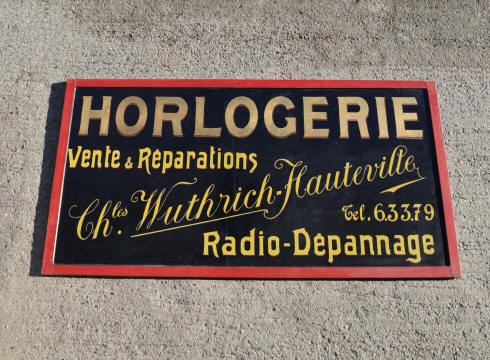 HORLOGERIE
Vente & Réparations
Chles. Wuthrich-Hauteville
Tel. 6.33.79
Radio-Dépannage